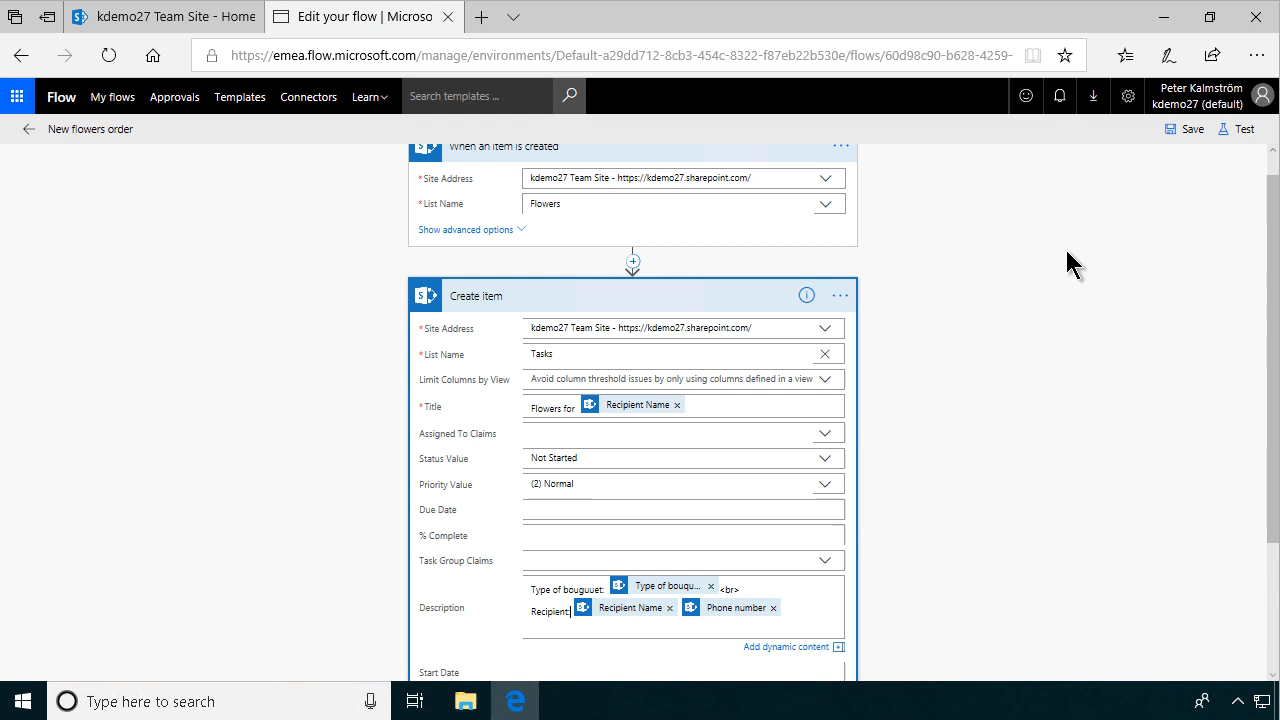 kdemo27 Team Site - Home
Edit your flow | Microso
https://emea.flow.microsoft.com/manage/environments/Default-a29dd712-8cb3-454c-8322-f87eb22b530e/flows/60d98c90-b628-4259-
Flow My flows Approvals Templates Connectors Learn Search templates ...
Peter Kalmström
kdemo27 (default)
New flowers order
Save Test
When an item is created
*Site Address kdemo27 Team Site - https://kdemo27.sharepoint.com/
*List Name Flowers
Show advanced options
Create item
*Site Address kdemo27 Team Site - https://kdemo27.sharepoint.com/
*List Name Tasks
Limit Columns by View Avoid column threshold issues by only using columns defined in a view
*Title Flowers for Recipient Name
Assigned To Claims
Status Value Not Started
Priority Value (2) Normal
Due Date
% Complete
Task Group Claims
Type of bouguuet: Type of bouqu... <br>
Description
Recipient: Recipient Name Phone number
Add dynamic content
Start Date
Type here to search